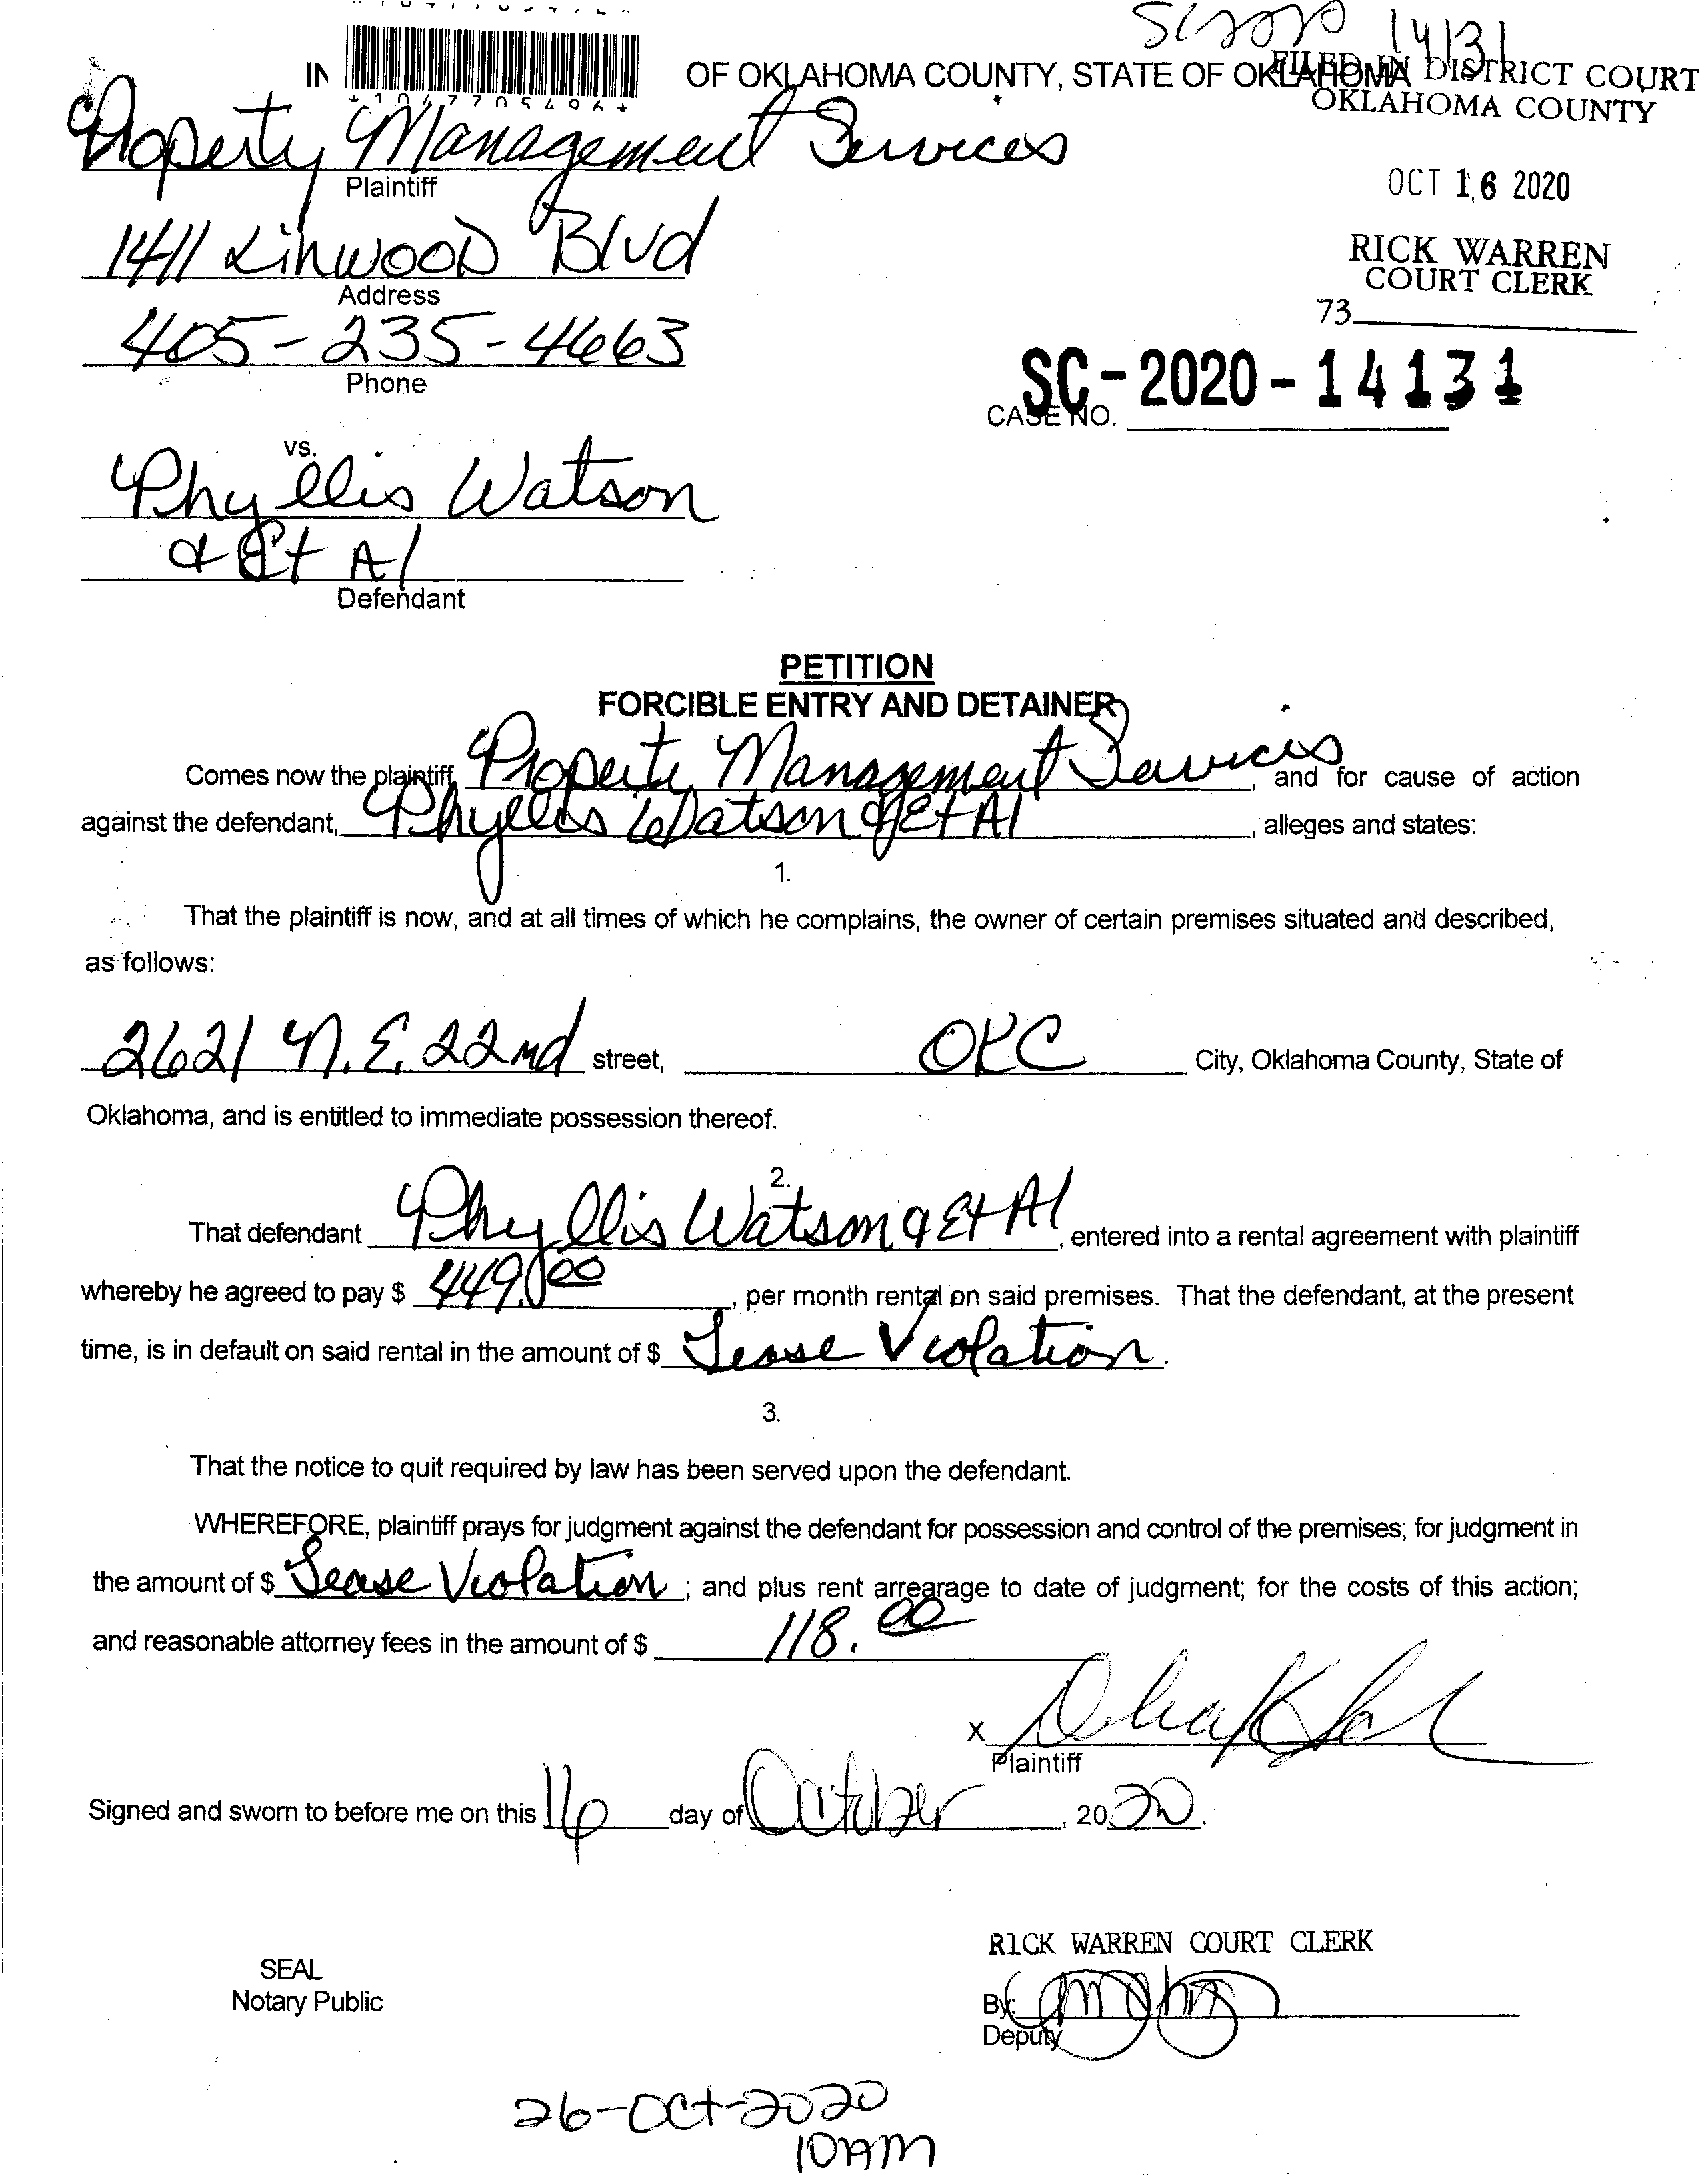 SC2020 14131
IN OF OKLAHOMA COUNTY, STATE OF OKLAHOMA
FILED IN DISTRICT COURT
OKLAHOMA COUNTY
Property Management Services
Plaintiff
OCT 16 2020
1411 Linwood Blvd
Address
RICK WARREN
COURT CLERK
73
405-235-4663
Phone
SC-2020-14131
CASE NO.
vs.
Phyllis Watson
& Et Al
Defendant
PETITION
FORCIBLE ENTRY AND DETAINER
Comes now the plaintiff, Property Management Services, and for cause of action
against the defendant, Phyllis Watson & Et Al, alleges and states:
1.
That the plaintiff is now, and at all times of which he complains, the owner of certain premises situated and described,
as follows:
2621 N.E. 22nd street, OKC City, Oklahoma County, State of
Oklahoma, and is entitled to immediate possession thereof.
2.
That defendant Phyllis Watson & Et Al, entered into a rental agreement with plaintiff
whereby he agreed to pay $ 449.00, per month rental on said premises. That the defendant, at the present
time, is in default on said rental in the amount of $ Lease Violation.
3.
That the notice to quit required by law has been served upon the defendant.
WHEREFORE, plaintiff prays for judgment against the defendant for possession and control of the premises; for judgment in
the amount of $ Lease Violation; and plus rent arrearage to date of judgment; for the costs of this action;
and reasonable attorney fees in the amount of $ 118.00
X
Plaintiff
Signed and sworn to before me on this 16 day of October, 2020.
RICK WARREN COURT CLERK
SEAL
Notary Public
By:
Deputy
26-Oct-2020
10AM